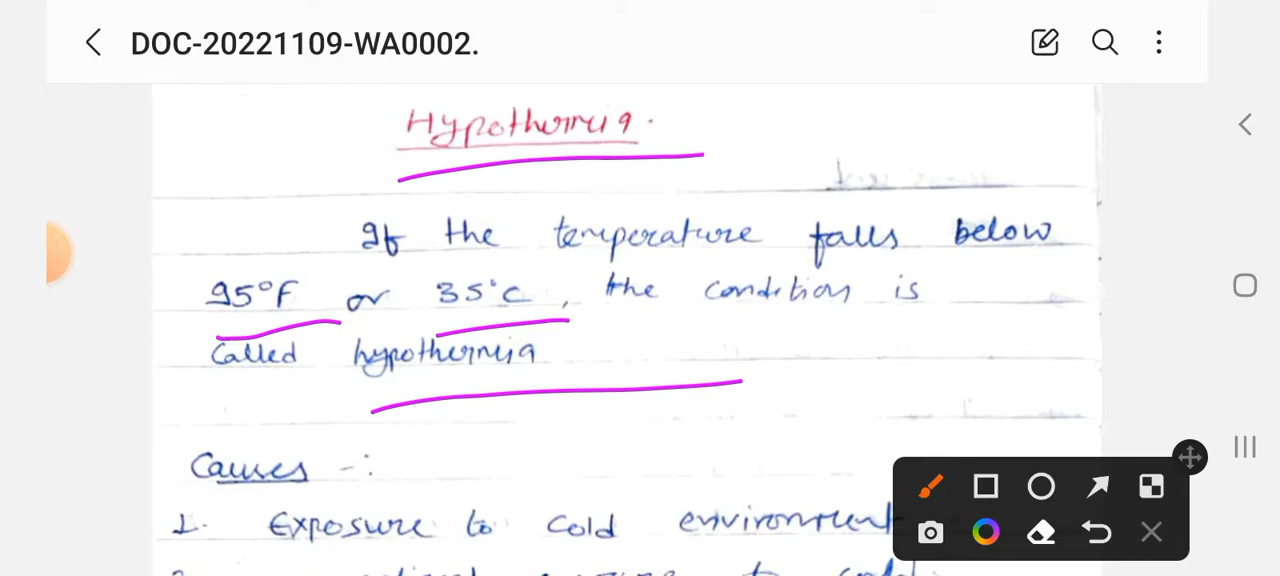 DOC-20221109-WA0002.
Hypothermia.
If the temperature falls below
95°F or 35°C, the condition is
called hypothermia
Causes -:
1. Exposure to cold environment